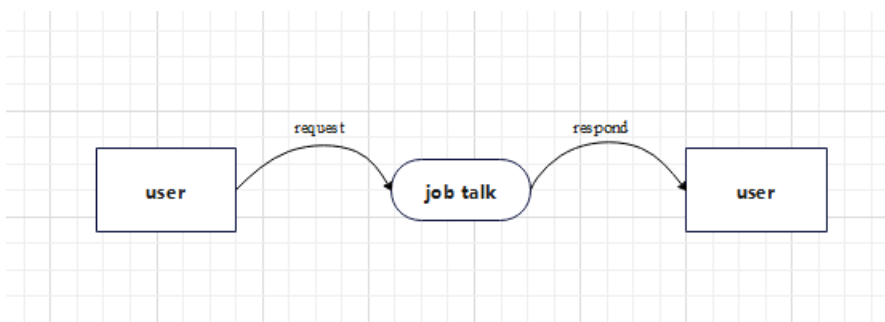 request
respond
user
job talk
user